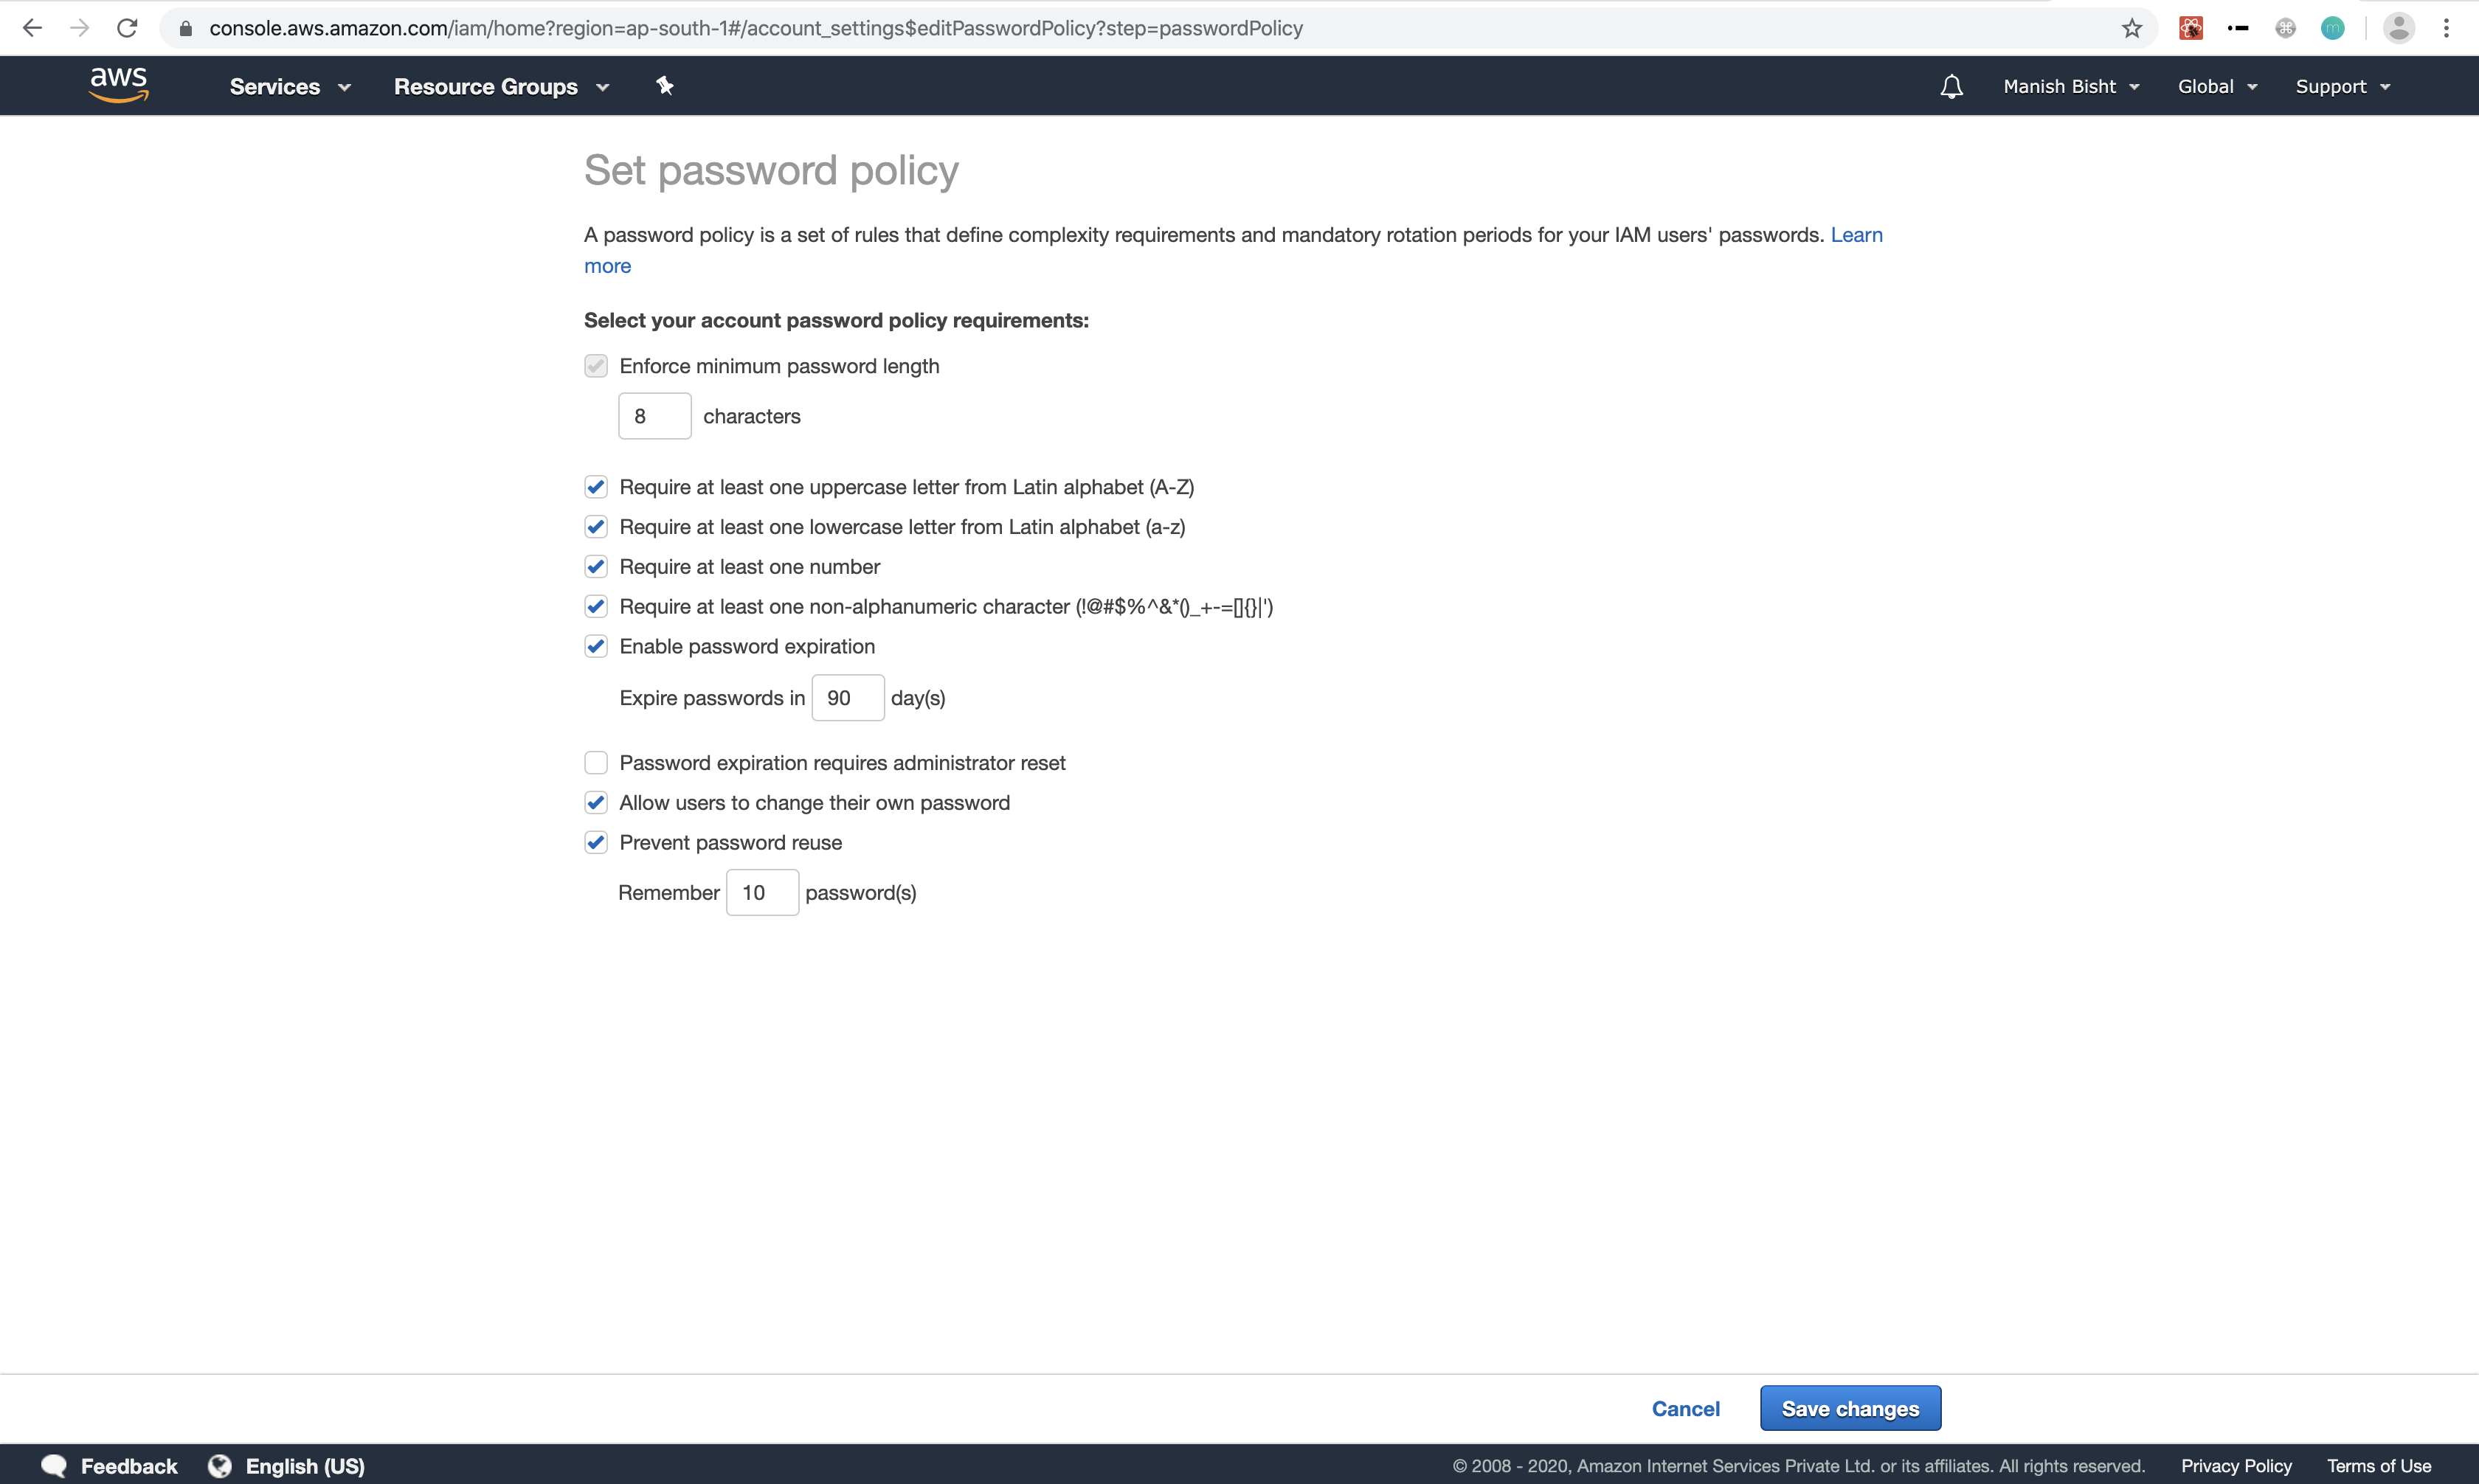 console.aws.amazon.com/iam/home?region=ap-south-1#/account_settings$editPasswordPolicy?step=passwordPolicy
aws Services Resource Groups Manish Bisht Global Support
Set password policy
A password policy is a set of rules that define complexity requirements and mandatory rotation periods for your IAM users' passwords. Learn
more
Select your account password policy requirements:
Enforce minimum password length
8 characters
Require at least one uppercase letter from Latin alphabet (A-Z)
Require at least one lowercase letter from Latin alphabet (a-z)
Require at least one number
Require at least one non-alphanumeric character (!@#$%^&*()_+-=[]{}|')
Enable password expiration
Expire passwords in 90 day(s)
Password expiration requires administrator reset
Allow users to change their own password
Prevent password reuse
Remember 10 password(s)
Cancel Save changes
Feedback English (US) © 2008 - 2020, Amazon Internet Services Private Ltd. or its affiliates. All rights reserved. Privacy Policy Terms of Use